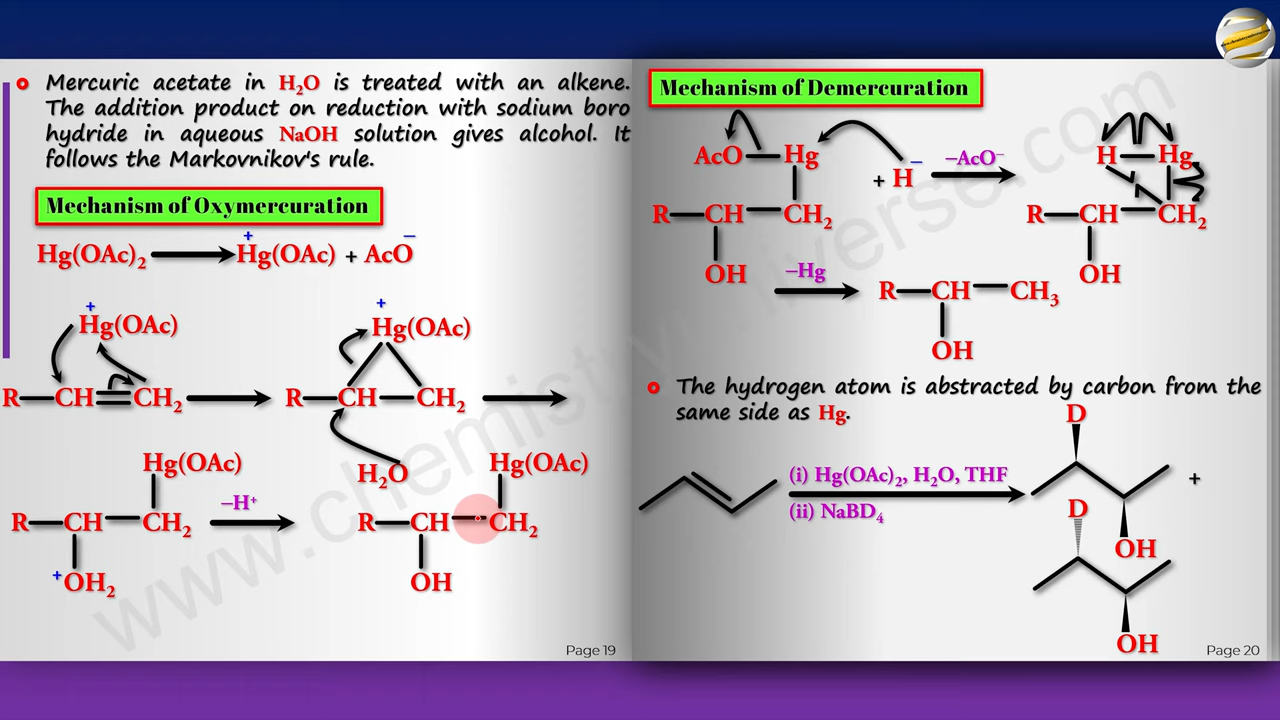 Mercuric acetate in H₂O is treated with an alkene.
The addition product on reduction with sodium boro
hydride in aqueous NaOH solution gives alcohol. It
follows the Markovnikov's rule.
Mechanism of Oxymercuration
Hg(OAc)₂ + Hg(OAc) + AcO −
+ Hg(OAc)
R CH CH₂
+ Hg(OAc)
R CH CH₂
H₂O
Hg(OAc)
R CH CH₂
+OH₂
–H⁺
Hg(OAc)
R CH CH₂
OH
Page 19
Mechanism of Demercuration
AcO Hg
+ H −
R CH CH₂
OH
–AcO⁻
H Hg
R CH CH₂
OH
–Hg
R CH CH₃
OH
The hydrogen atom is abstracted by carbon from the
same side as Hg.
(i) Hg(OAc)₂, H₂O, THF
(ii) NaBD₄
D
OH
+
D
OH
Page 20